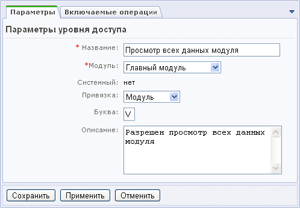 Параметры Включаемые операции
Параметры уровня доступа
* Название: Просмотр всех данных модуля
*Модуль: Главный модуль
Системный: нет
Привязка: Модуль
Буква: V
Описание: Разрешен просмотр всех данных
модуля
Сохранить Применить Отменить